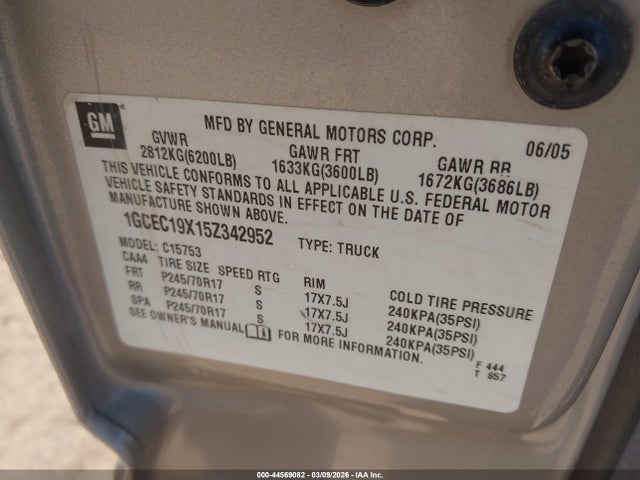 GM
MFD BY GENERAL MOTORS CORP. 06/05
GVWR GAWR FRT GAWR RR
2812KG(6200LB) 1633KG(3600LB) 1672KG(3686LB)
THIS VEHICLE CONFORMS TO ALL APPLICABLE U.S. FEDERAL MOTOR
VEHICLE SAFETY STANDARDS IN EFFECT ON THE DATE OF
MANUFACTURE SHOWN ABOVE.
1GCEC19X15Z342952 TYPE: TRUCK
MODEL: C15753
CAA4 TIRE SIZE SPEED RTG RIM COLD TIRE PRESSURE
FRT P245/70R17 S 17X7.5J 240KPA(35PSI)
RR P245/70R17 S 17X7.5J 240KPA(35PSI)
SPA P245/70R17 S 17X7.5J 240KPA(35PSI)
SEE OWNER'S MANUAL FOR MORE INFORMATION.
F 444
T 657
000-44569082 - 03/09/2026 - IAA Inc.